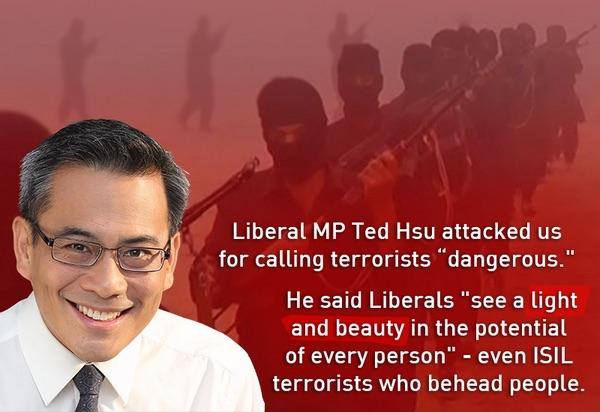 Liberal MP Ted Hsu attacked us
for calling terrorists “dangerous."
He said Liberals "see a light
and beauty in the potential
of every person" - even ISIL
terrorists who behead people.